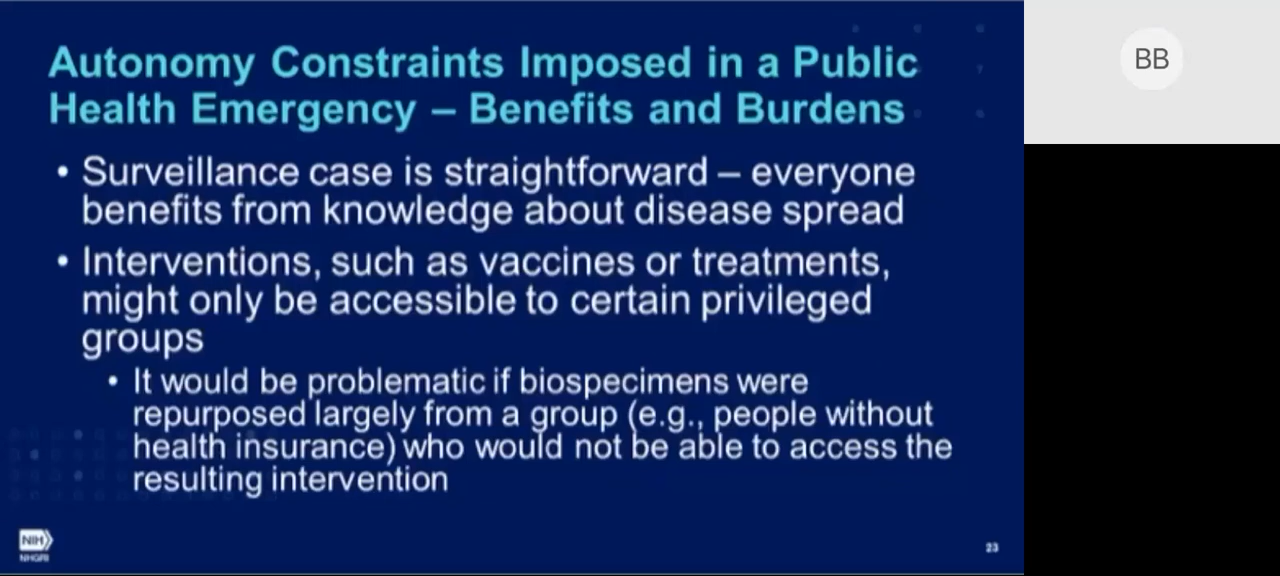 Autonomy Constraints Imposed in a Public
Health Emergency – Benefits and Burdens
• Surveillance case is straightforward – everyone
benefits from knowledge about disease spread
• Interventions, such as vaccines or treatments,
might only be accessible to certain privileged
groups
• It would be problematic if biospecimens were
repurposed largely from a group (e.g., people without
health insurance) who would not be able to access the
resulting intervention
NIH
NHGRI
23
BB